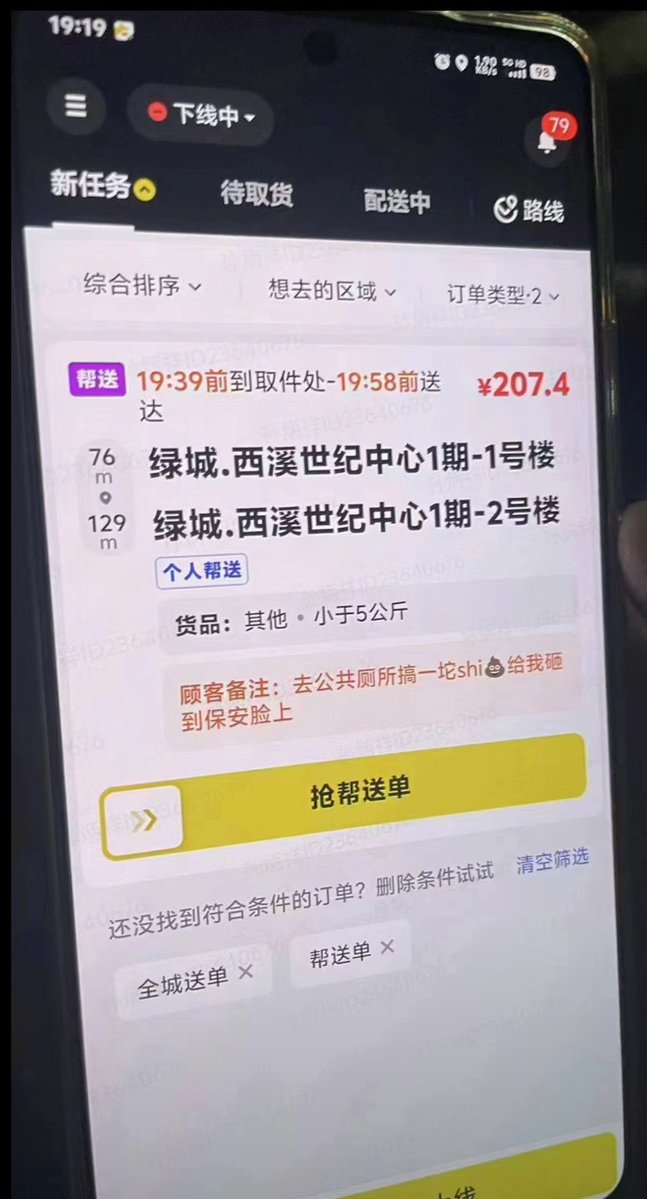 19:19
1.90 KB/s 5G HD 98
下线中
79
新任务 待取货 配送中 路线
综合排序 想去的区域 订单类型·2
帮送 19:39前到取件处-19:58前送达 ¥207.4
76m
绿城.西溪世纪中心1期-1号楼
129m
绿城.西溪世纪中心1期-2号楼
个人帮送
货品：其他·小于5公斤
顾客备注：去公共厕所搞一坨shi💩给我砸
到保安脸上
抢帮送单
还没找到符合条件的订单？删除条件试试 清空筛选
全城送单 × 帮送单 ×